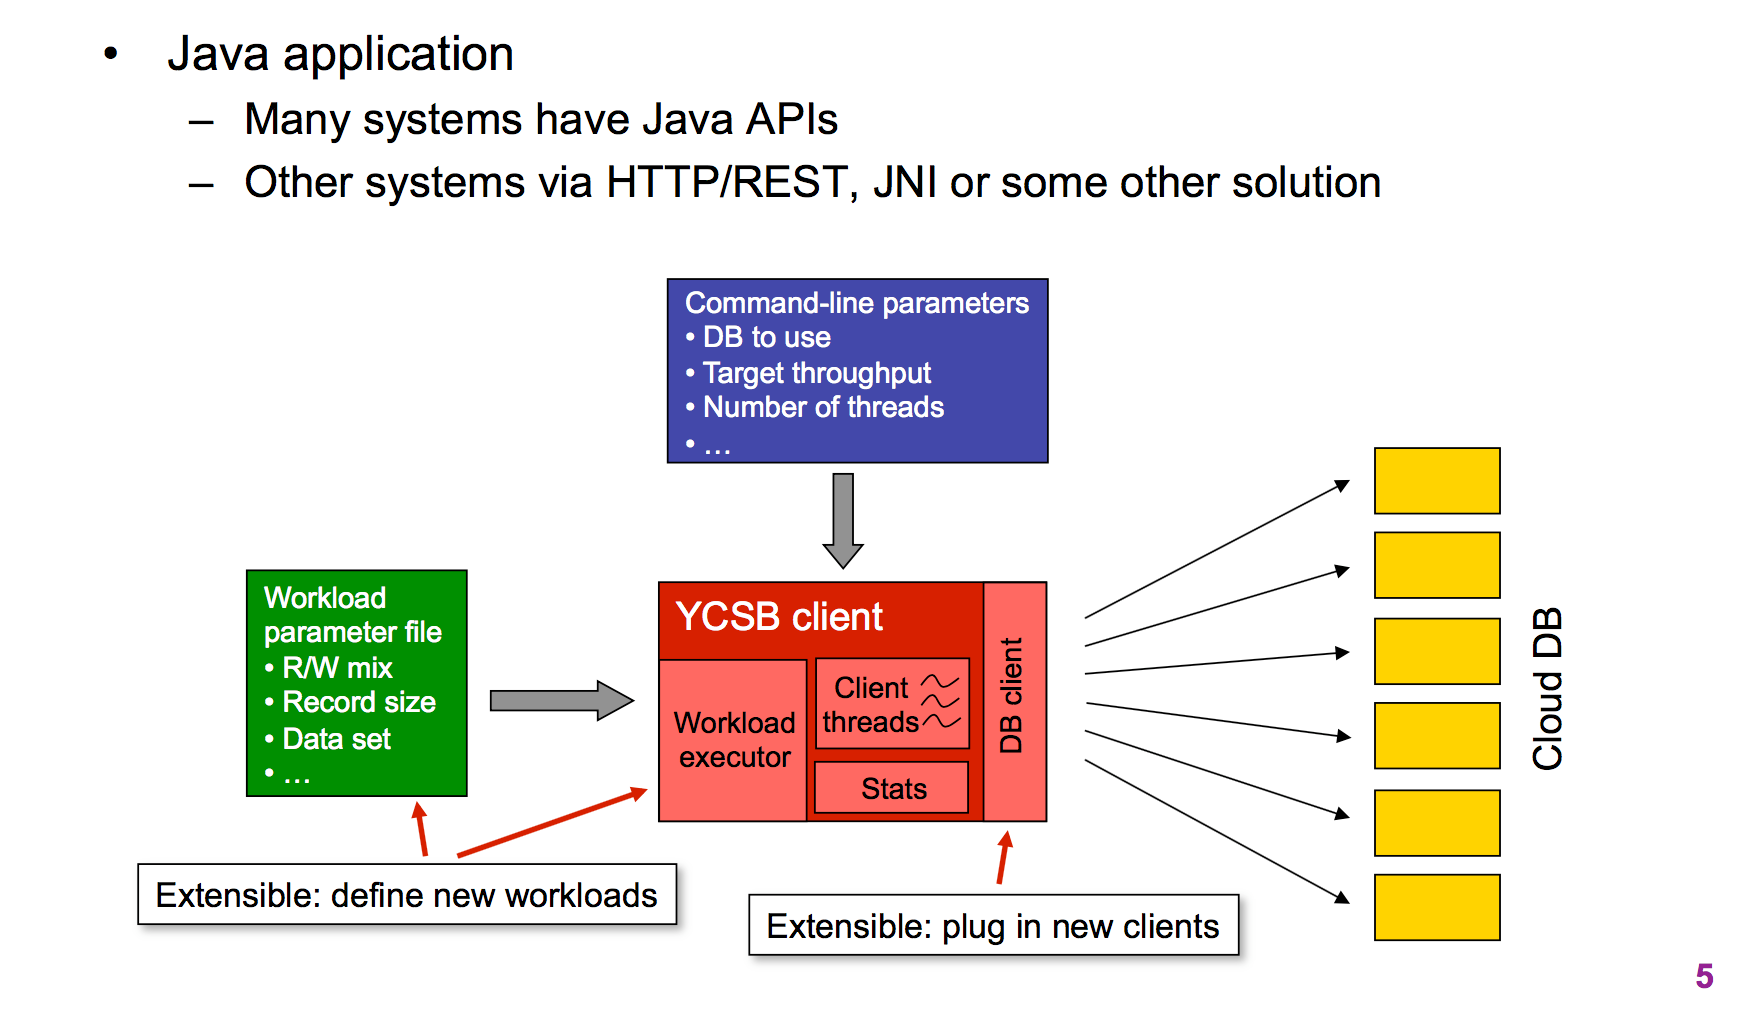 • Java application
– Many systems have Java APIs
– Other systems via HTTP/REST, JNI or some other solution
Command-line parameters
• DB to use
• Target throughput
• Number of threads
• ...
Workload
parameter file
• R/W mix
• Record size
• Data set
• ...
YCSB client
Workload
executor
Client
threads
Stats
DB client
Cloud DB
Extensible: define new workloads
Extensible: plug in new clients
5